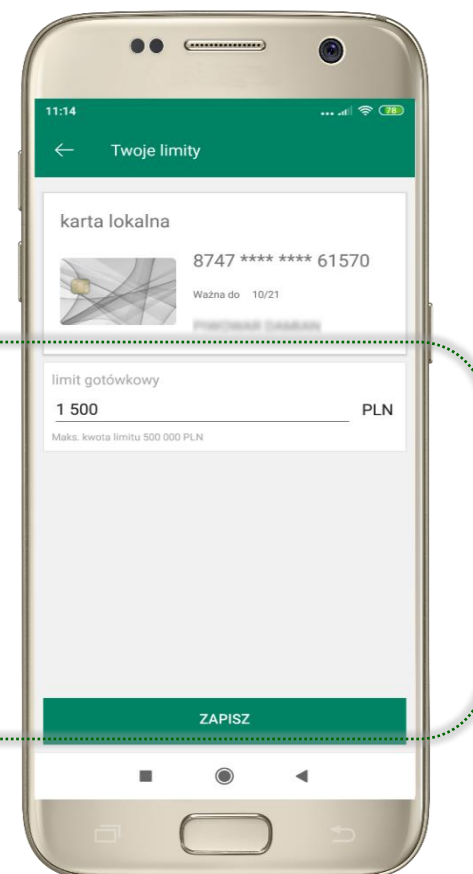 11:14
78
Twoje limity
karta lokalna
8747 **** **** 61570
Ważna do 10/21
limit gotówkowy
1 500 PLN
Maks. kwota limitu 500 000 PLN
ZAPISZ